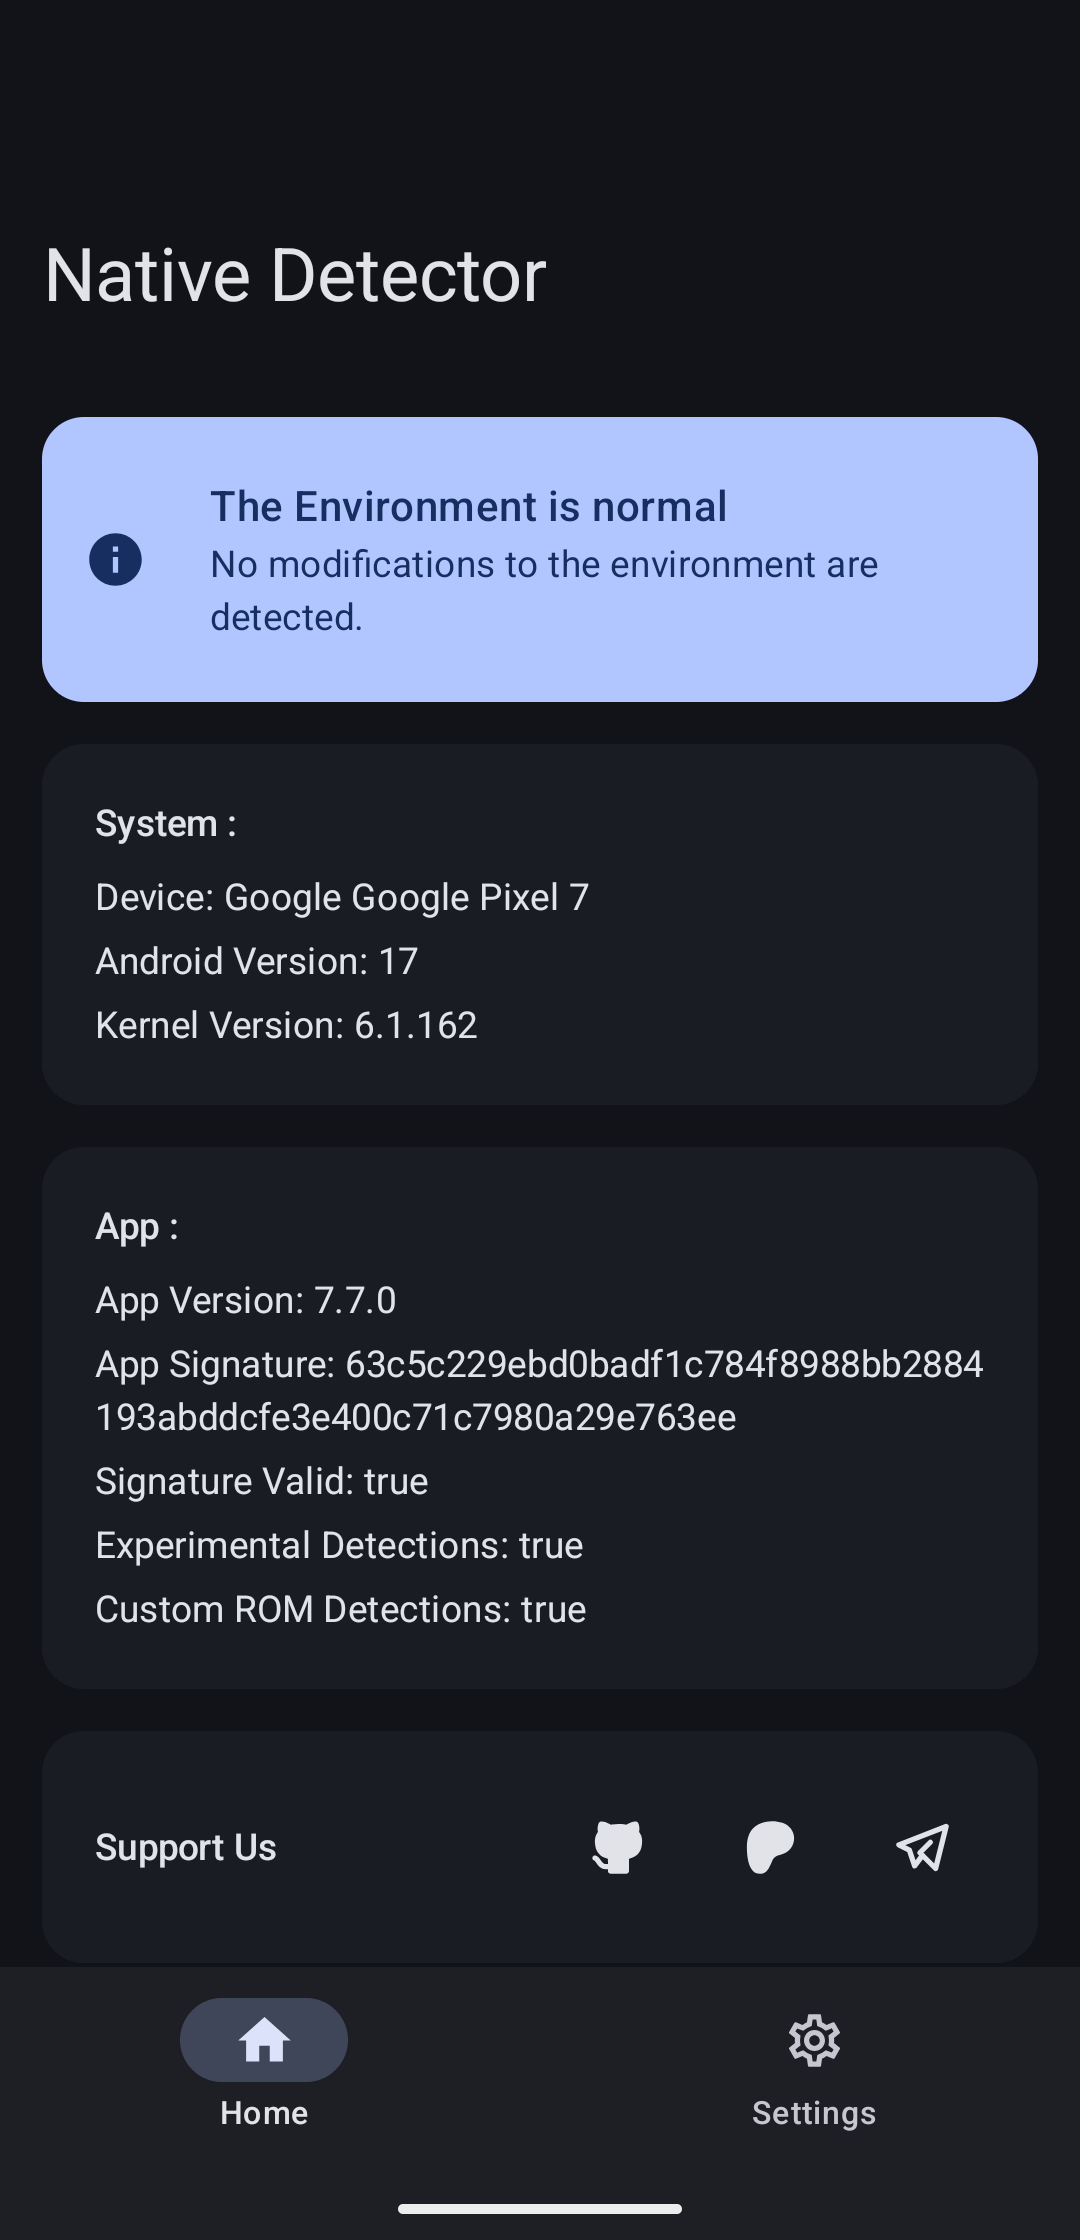 Native Detector
The Environment is normal
No modifications to the environment are
detected.
System :
Device: Google Google Pixel 7
Android Version: 17
Kernel Version: 6.1.162
App :
App Version: 7.7.0
App Signature: 63c5c229ebd0badf1c784f8988bb2884
193abddcfe3e400c71c7980a29e763ee
Signature Valid: true
Experimental Detections: true
Custom ROM Detections: true
Support Us
Home
Settings